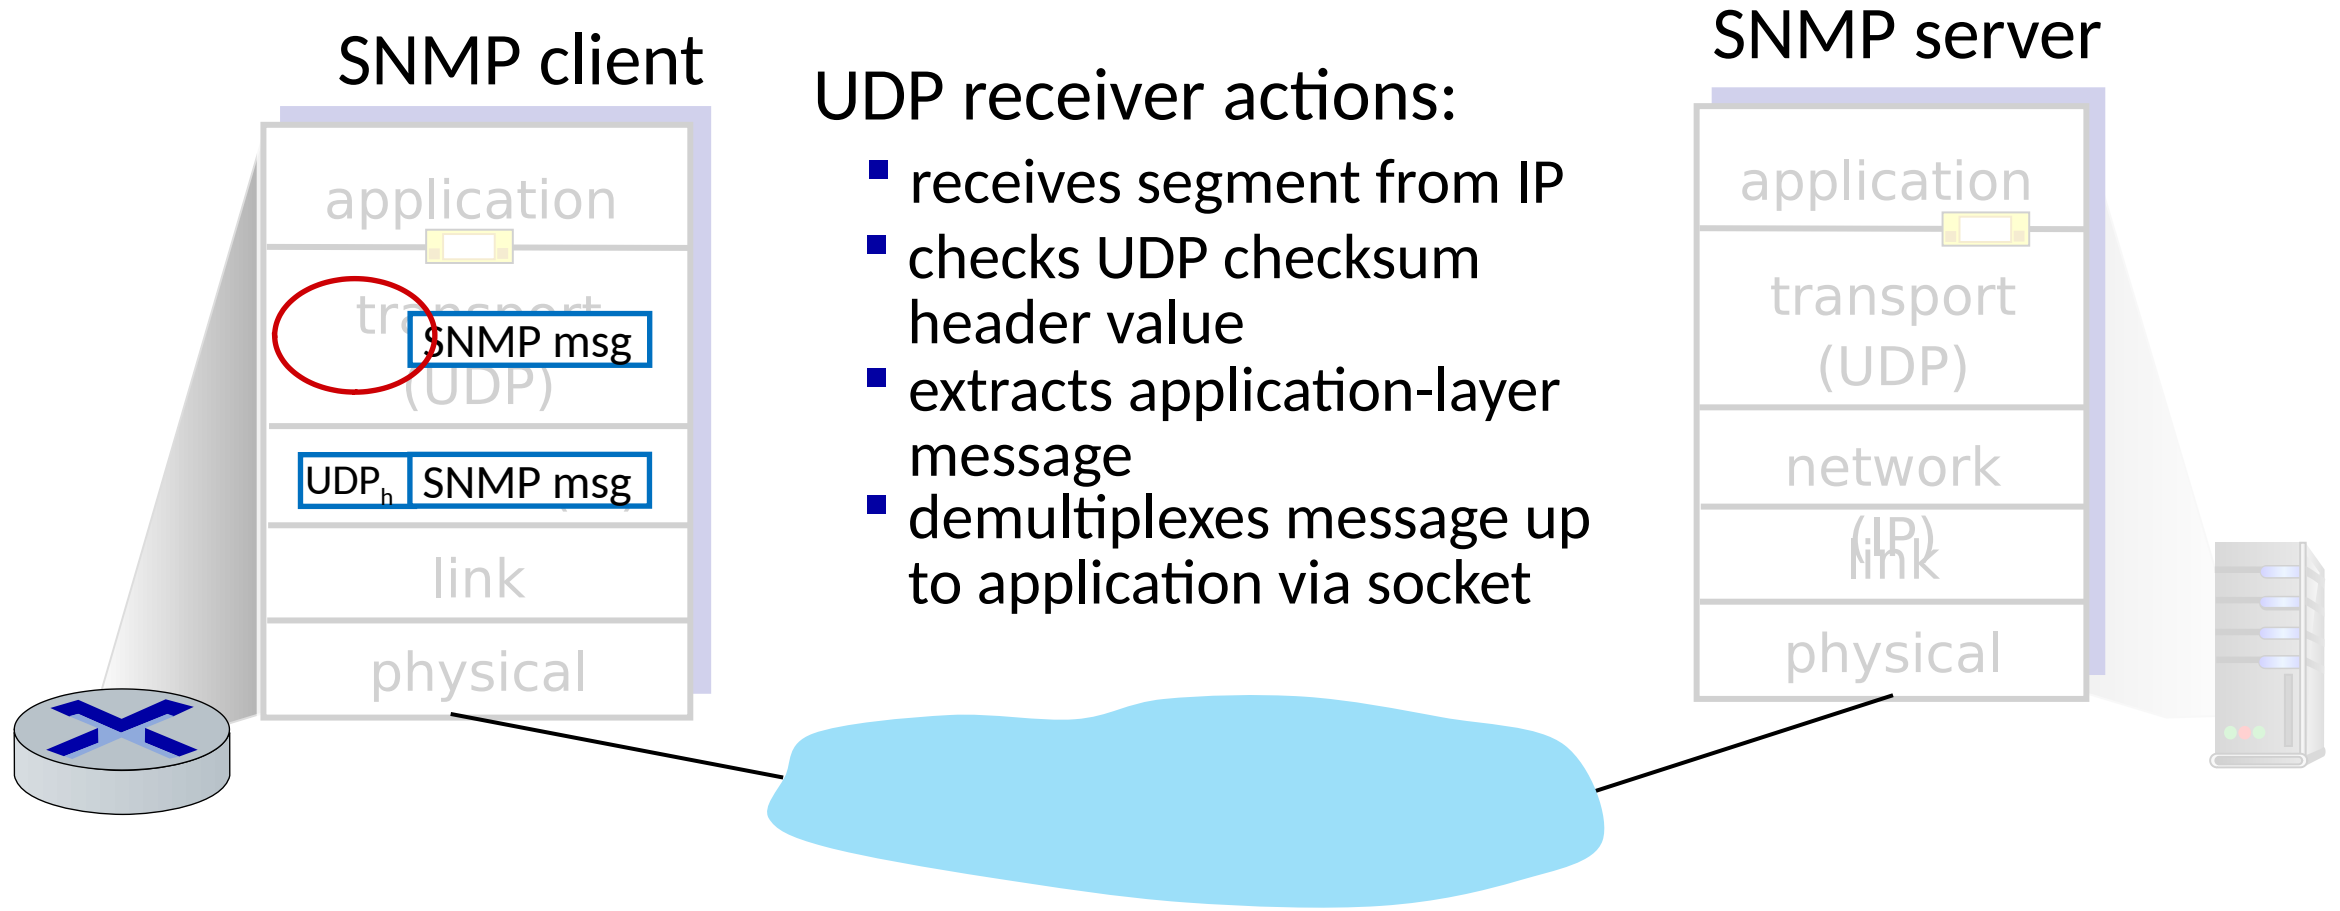 SNMP client
application
transport
(UDP)
SNMP msg
UDPh SNMP msg
link
physical
UDP receiver actions:
receives segment from IP
checks UDP checksum
header value
extracts application-layer
message
demultiplexes message up
to application via socket
SNMP server
application
transport
(UDP)
network
(IP)
link
physical